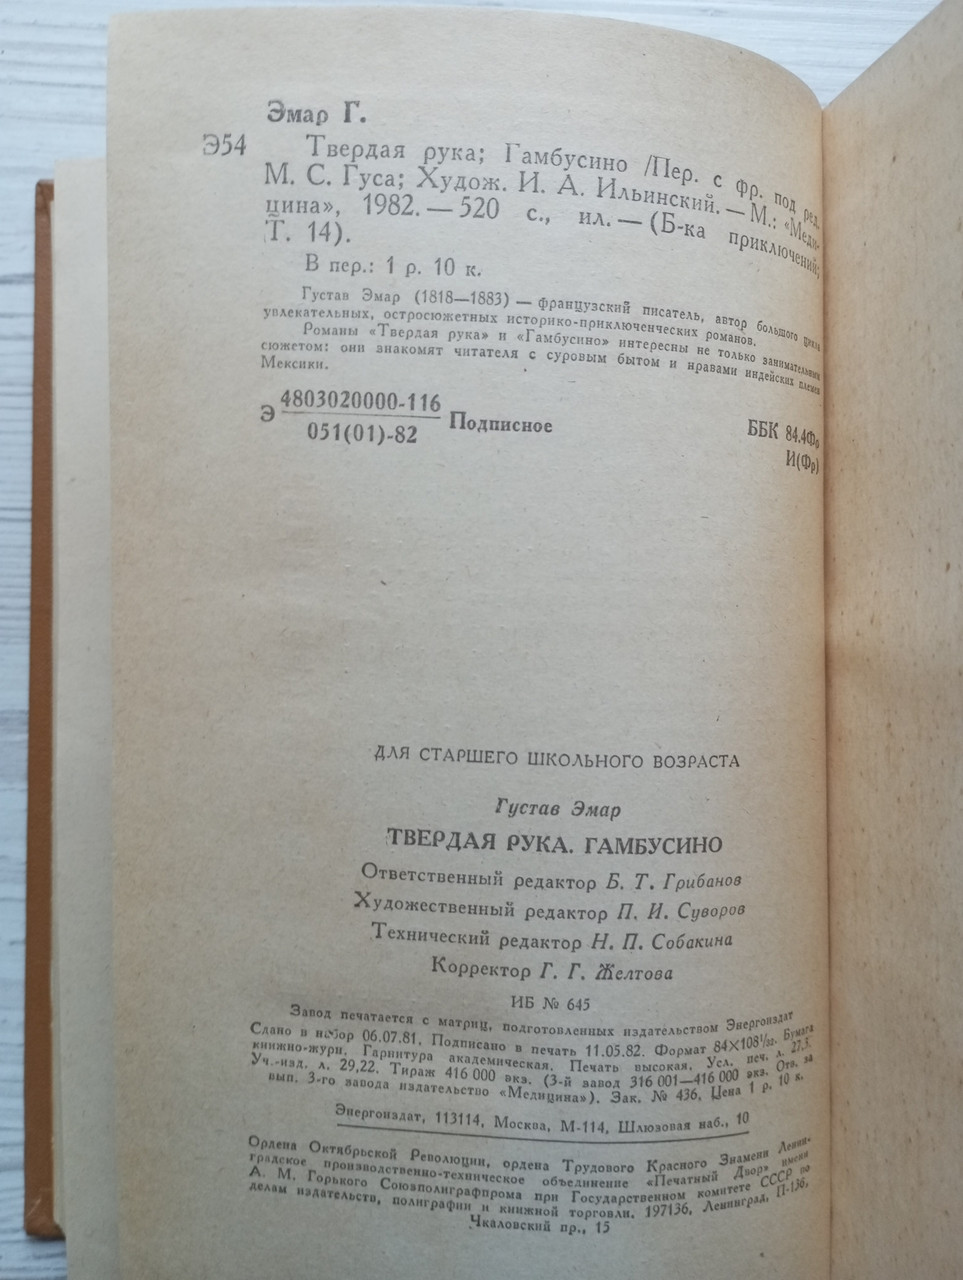 Эмар Г.
Э54
Твердая рука; Гамбусино /Пер. с фр. под ред.
М. С. Гуса; Худож. И. А. Ильинский. — М.: «Меди-
цина», 1982. — 520 с., ил. — (Б-ка приключений;
Т. 14).
В пер.: 1 р. 10 к.
Густав Эмар (1818—1883) — французский писатель, автор большого цикла
увлекательных, остросюжетных историко-приключенческих романов.
Романы «Твердая рука» и «Гамбусино» интересны не только занимательным
сюжетом: они знакомят читателя с суровым бытом и нравами индейских племен
Мексики.
Э 4803020000-116
051(01)-82 Подписное
ББК 84.4Фр
И(Фр)
ДЛЯ СТАРШЕГО ШКОЛЬНОГО ВОЗРАСТА
Густав Эмар
ТВЕРДАЯ РУКА. ГАМБУСИНО
Ответственный редактор Б. Т. Грибанов
Художественный редактор П. И. Суворов
Технический редактор Н. П. Собакина
Корректор Г. Г. Желтова
ИБ № 645
Завод печатается с матриц, подготовленных издательством Энергоиздат
Сдано в набор 06.07.81. Подписано в печать 11.05.82. Формат 84×108 1/32. Бумага
книжно-журн. Гарнитура академическая. Печать высокая. Усл. печ. л. 27,3.
Уч.-изд. л. 29,22. Тираж 416 000 экз. (3-й завод 316 001—416 000 экз. Отв. за
вып. 3-го завода издательство «Медицина»). Зак. № 436. Цена 1 р. 10 к.
Энергоиздат, 113114, Москва, М-114, Шлюзовая наб., 10
Ордена Октябрьской Революции, ордена Трудового Красного Знамени Ленин-
градское производственно-техническое объединение «Печатный Двор» имени
А. М. Горького Союзполиграфпрома при Государственном комитете СССР по
делам издательств, полиграфии и книжной торговли. 197136, Ленинград, П-136,
Чкаловский пр., 15